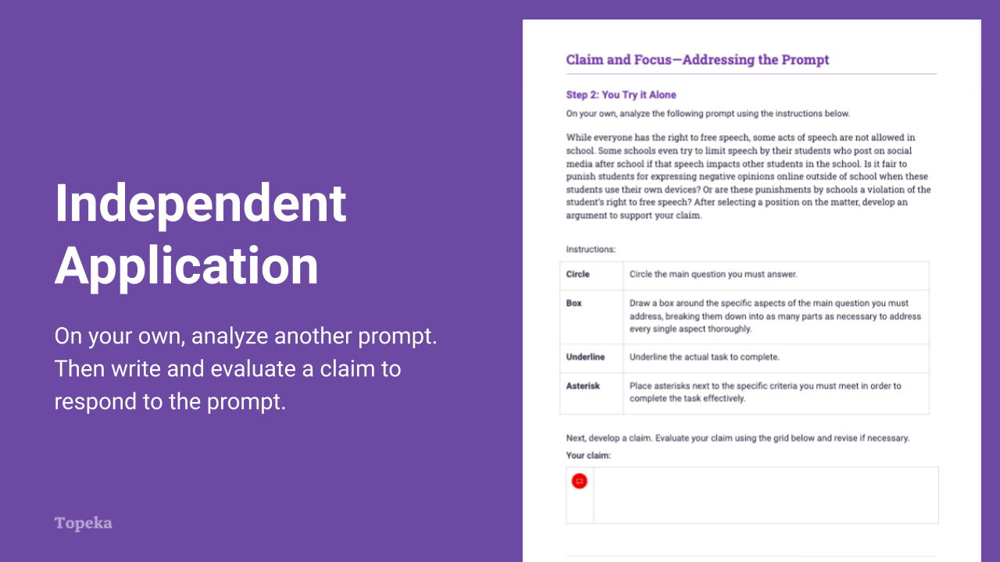 Independent
Application
On your own, analyze another prompt.
Then write and evaluate a claim to
respond to the prompt.
Topeka
Claim and Focus—Addressing the Prompt
Step 2: You Try it Alone
On your own, analyze the following prompt using the instructions below.
While everyone has the right to free speech, some acts of speech are not allowed in
school. Some schools even try to limit speech by their students who post on social
media after school if that speech impacts other students in the school. Is it fair to
punish students for expressing negative opinions online outside of school when these
students use their own devices? Or are these punishments by schools a violation of the
student's right to free speech? After selecting a position on the matter, develop an
argument to support your claim.
Instructions:
Circle
Circle the main question you must answer.
Box
Draw a box around the specific aspects of the main question you must
address, breaking them down into as many parts as necessary to address
every single aspect thoroughly.
Underline
Underline the actual task to complete.
Asterisk
Place asterisks next to the specific criteria you must meet in order to
complete the task effectively.
Next, develop a claim. Evaluate your claim using the grid below and revise if necessary.
Your claim: